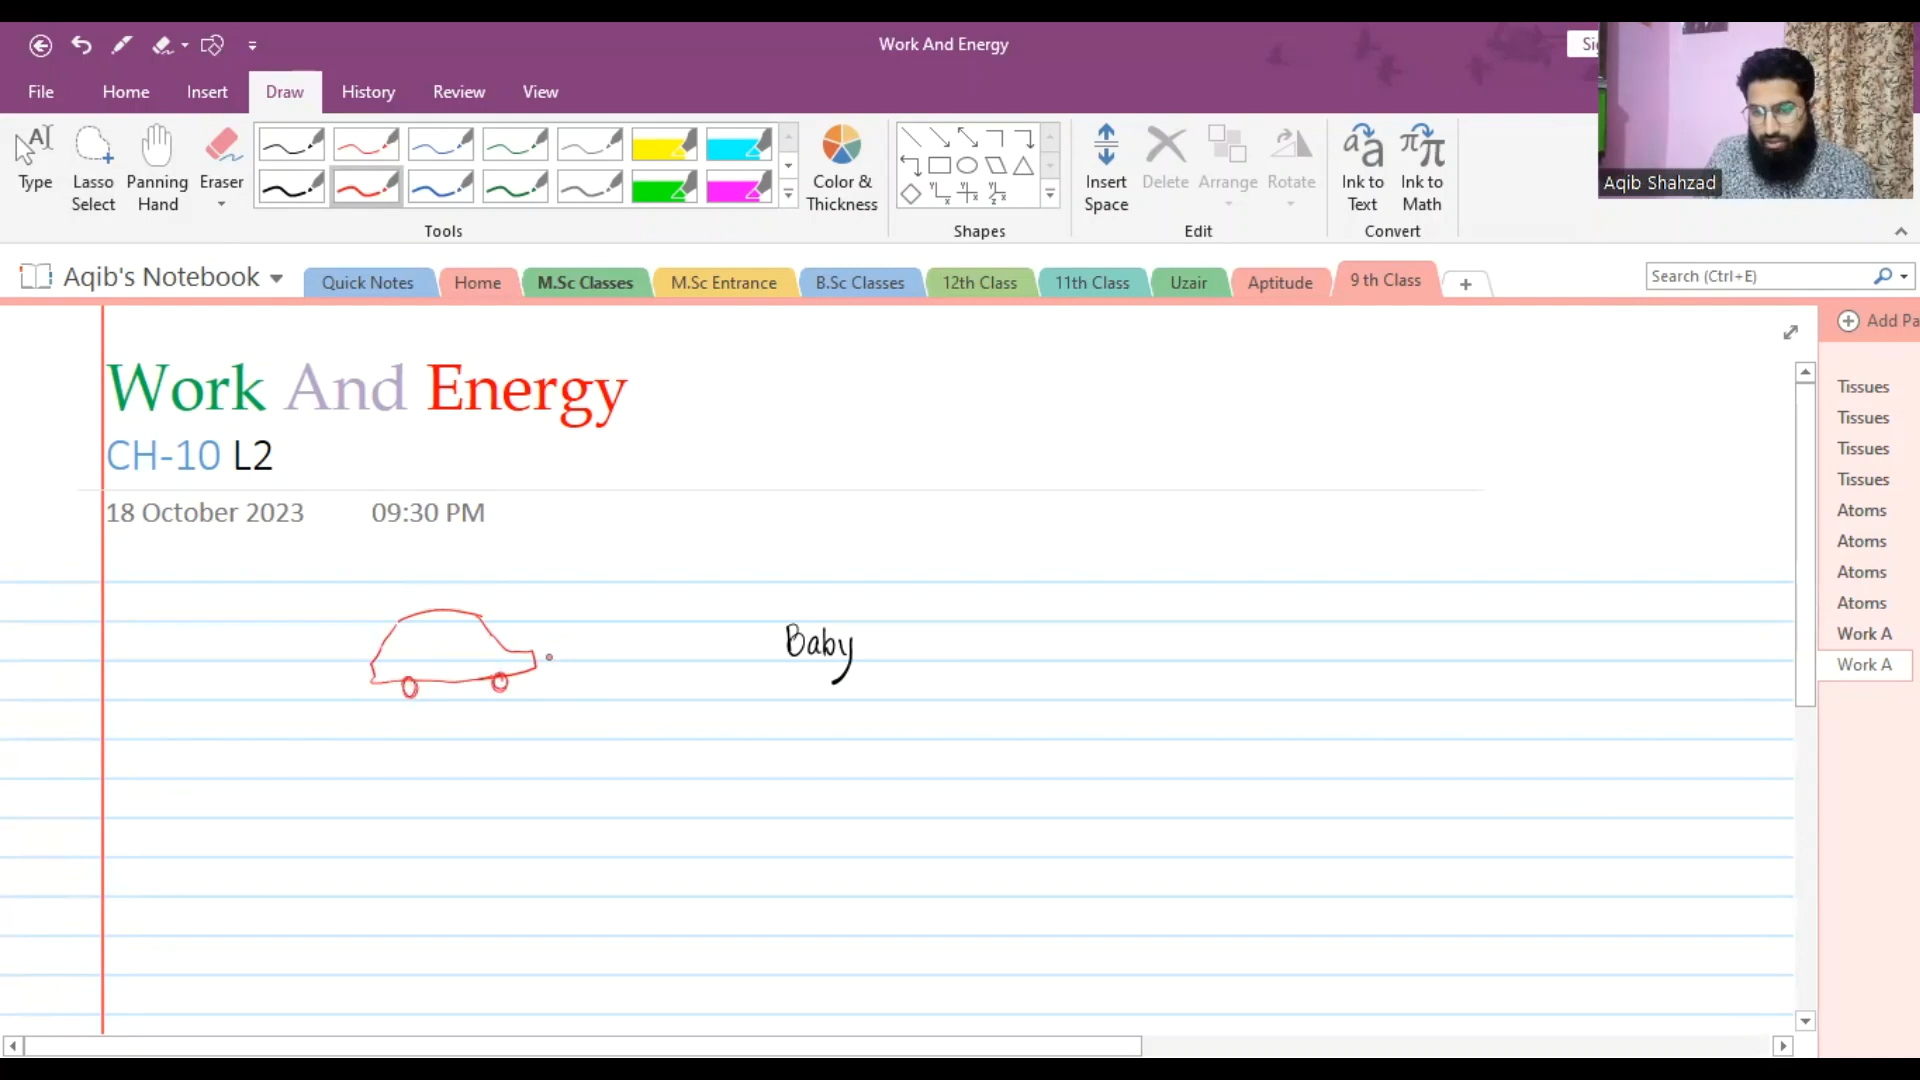 Work And Energy
Si
File Home Insert Draw History Review View
Type
Lasso Select
Panning Hand
Eraser
Color & Thickness
Insert Space
Delete
Arrange
Rotate
Ink to Text
Ink to Math
Tools Shapes Edit Convert
Aqib Shahzad
Aqib's Notebook Quick Notes Home M.Sc Classes M.Sc Entrance B.Sc Classes 12th Class 11th Class Uzair Aptitude 9 th Class
Search (Ctrl+E)
Add Pa
Work And Energy
CH-10 L2
18 October 2023 09:30 PM
Baby
Tissues
Tissues
Tissues
Tissues
Atoms
Atoms
Atoms
Atoms
Work A
Work A